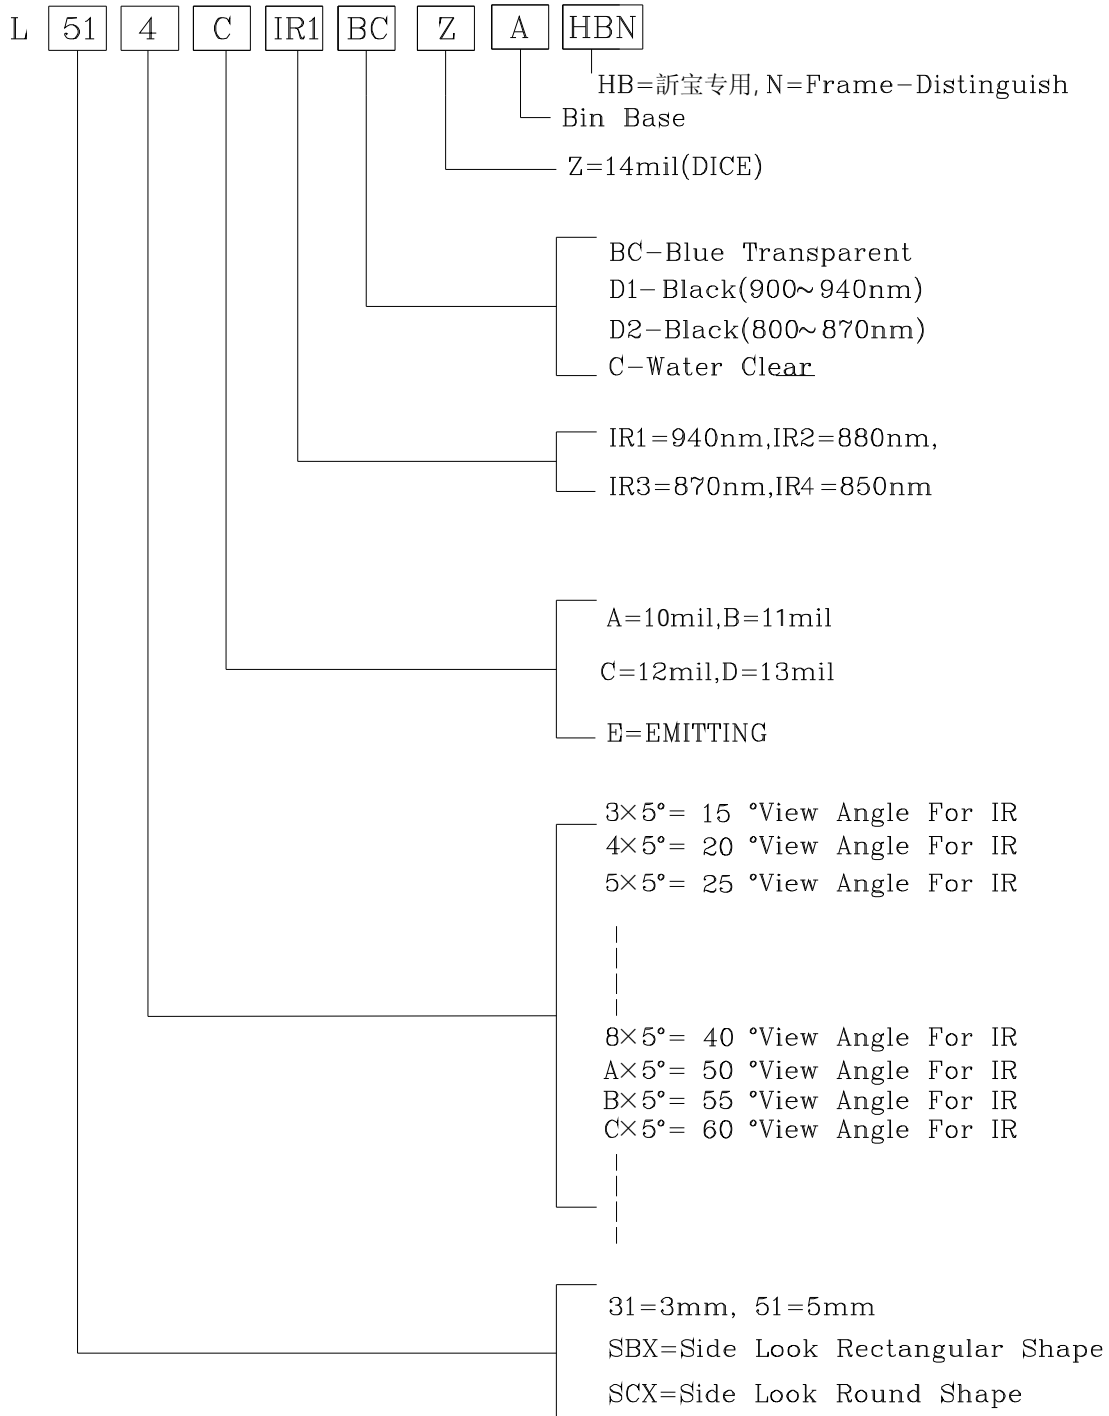 L 51 4 C IR1 BC Z A HBN
HB=訢宝专用, N=Frame-Distinguish
Bin Base
Z=14mil(DICE)
BC-Blue Transparent
D1-Black(900~940nm)
D2-Black(800~870nm)
C-Water Clear
IR1=940nm,IR2=880nm,
IR3=870nm,IR4=850nm
A=10mil,B=11mil
C=12mil,D=13mil
E=EMITTING
3×5°= 15 °View Angle For IR
4×5°= 20 °View Angle For IR
5×5°= 25 °View Angle For IR
8×5°= 40 °View Angle For IR
A×5°= 50 °View Angle For IR
B×5°= 55 °View Angle For IR
C×5°= 60 °View Angle For IR
31=3mm, 51=5mm
SBX=Side Look Rectangular Shape
SCX=Side Look Round Shape